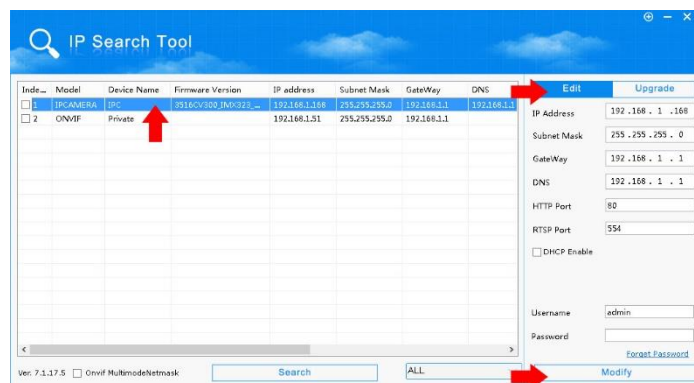 IP Search Tool
Inde... Model Device Name Firmware Version IP address Subnet Mask GateWay DNS
1 IPCAMERA IPC 3516CV300_IMX323_... 192.168.1.168 255.255.255.0 192.168.1.1 192.168.1.1
2 ONVIF Private 192.168.1.51 255.255.255.0 192.168.1.1
Edit Upgrade
IP Address 192 .168 . 1 .168
Subnet Mask 255 .255 .255 . 0
GateWay 192 .168 . 1 . 1
DNS 192 .168 . 1 . 1
HTTP Port 80
RTSP Port 554
DHCP Enable
Username admin
Password
Forget Password
Ver. 7.1.17.5 Onvif MultimodeNetmask Search ALL Modify